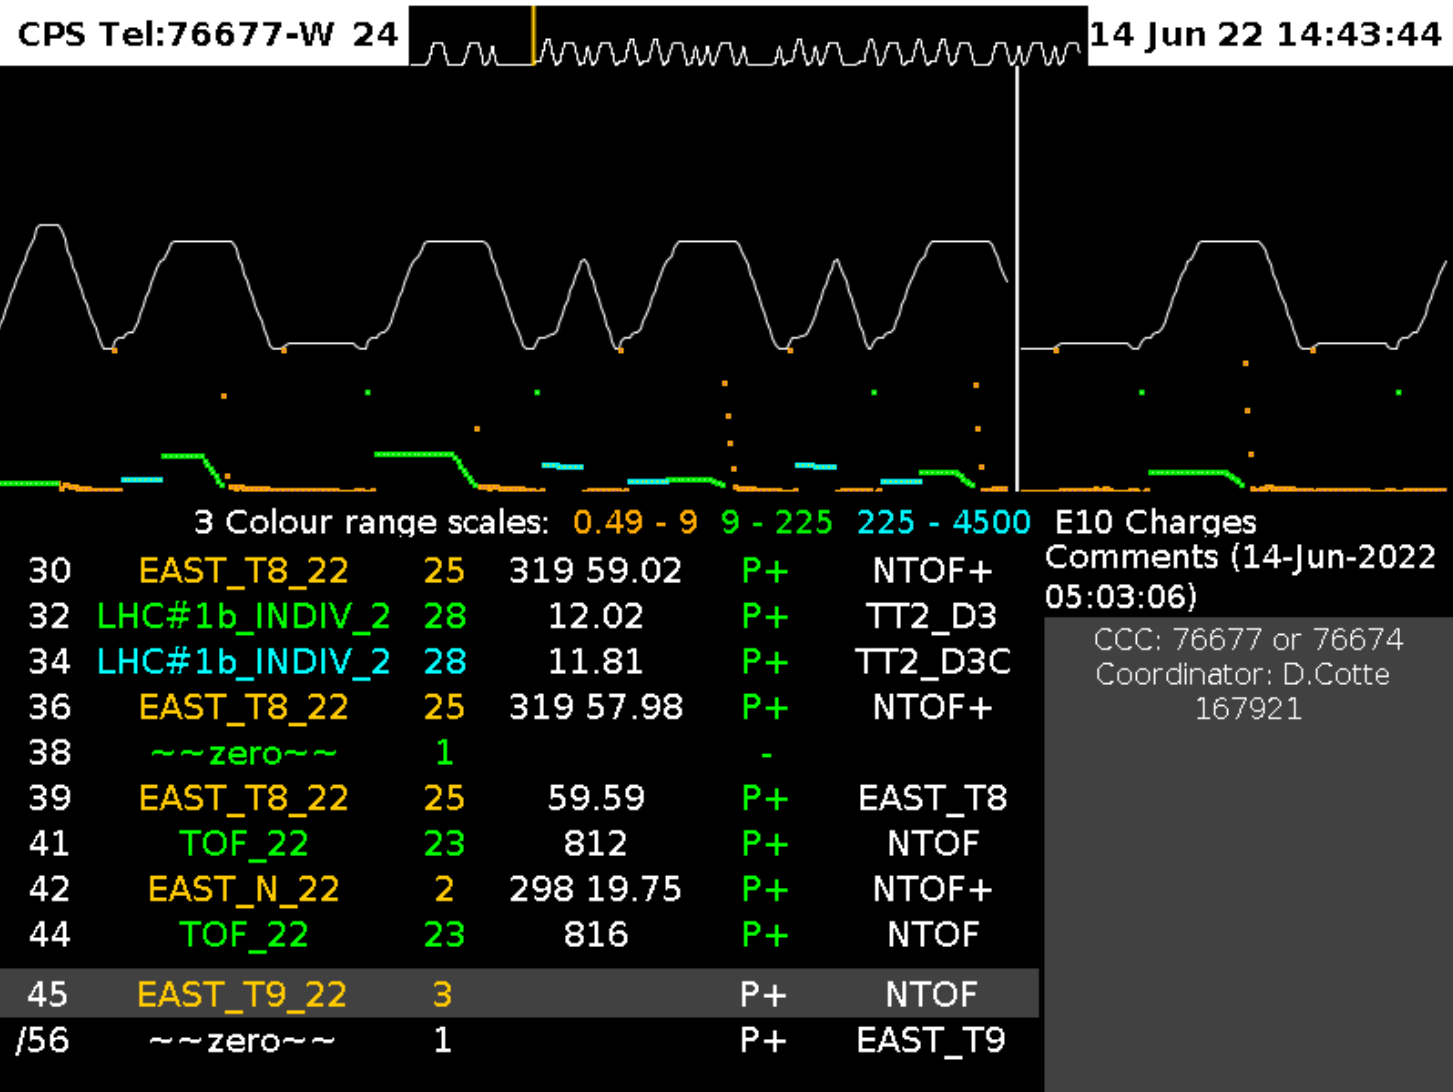 CPS Tel:76677-W 24 14 Jun 22 14:43:44
3 Colour range scales: 0.49 - 9 9 - 225 225 - 4500 E10 Charges
30 EAST_T8_22 25 319 59.02 P+ NTOF+
32 LHC#1b_INDIV_2 28 12.02 P+ TT2_D3
34 LHC#1b_INDIV_2 28 11.81 P+ TT2_D3C
36 EAST_T8_22 25 319 57.98 P+ NTOF+
38 ~~zero~~ 1 -
39 EAST_T8_22 25 59.59 P+ EAST_T8
41 TOF_22 23 812 P+ NTOF
42 EAST_N_22 2 298 19.75 P+ NTOF+
44 TOF_22 23 816 P+ NTOF
45 EAST_T9_22 3 P+ NTOF
/56 ~~zero~~ 1 P+ EAST_T9
Comments (14-Jun-2022
05:03:06)
CCC: 76677 or 76674
Coordinator: D.Cotte
167921